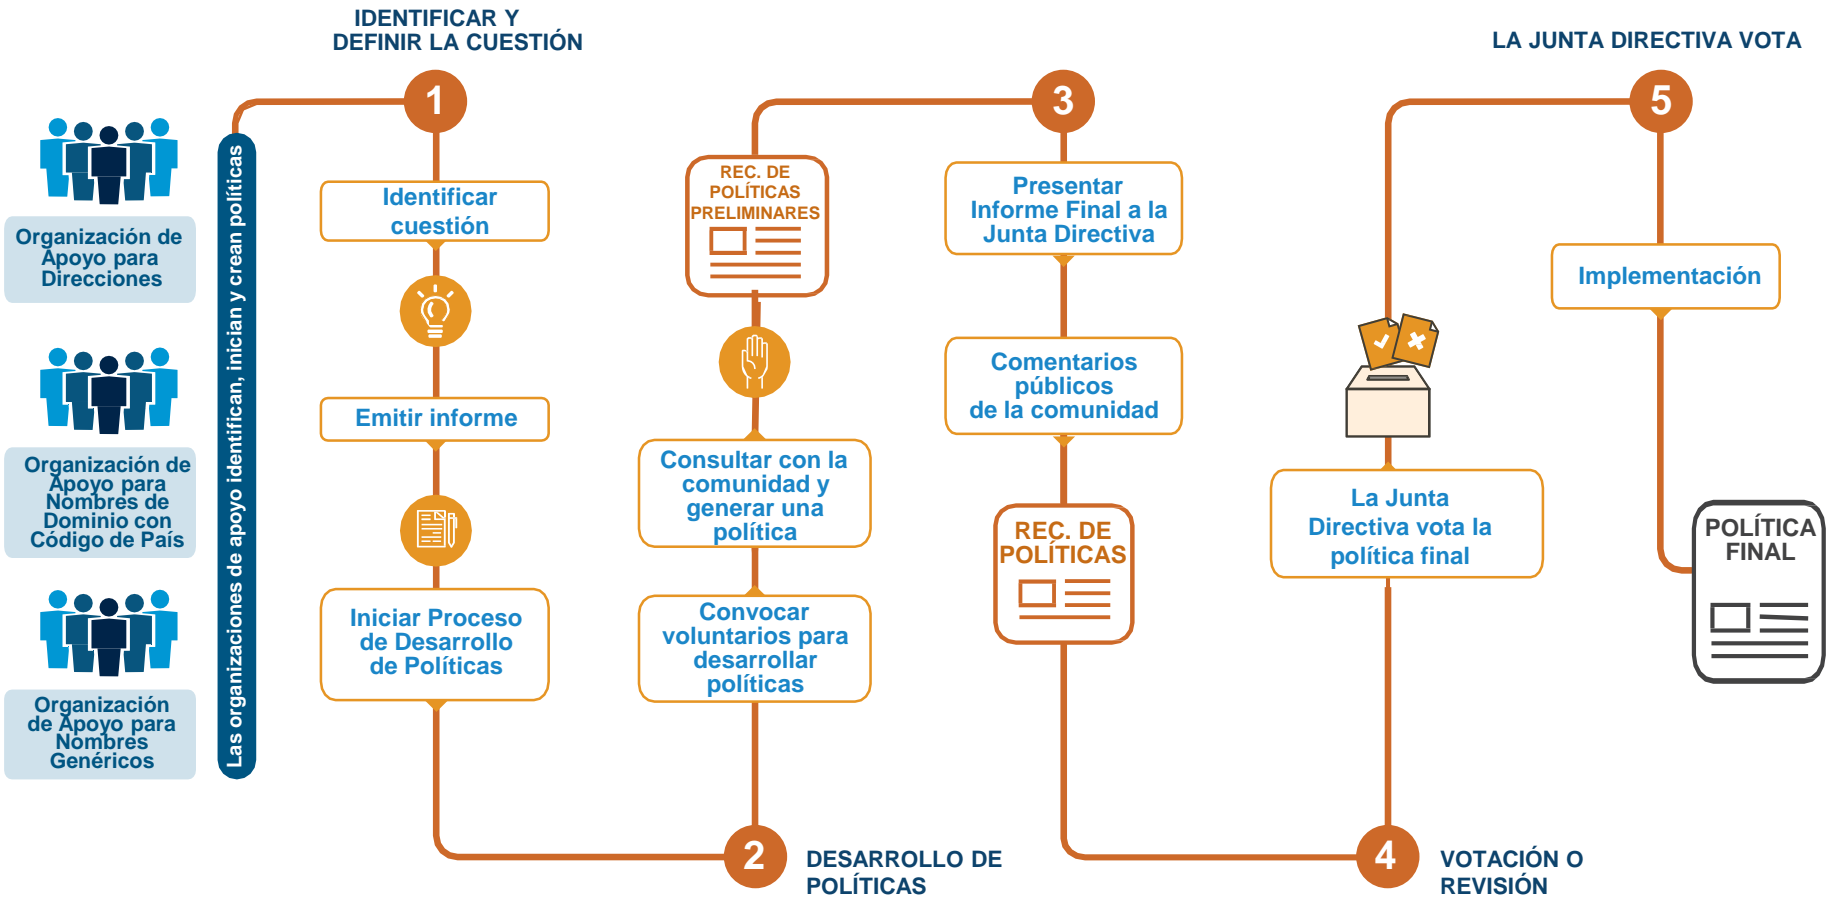 Organización de
Apoyo para
Direcciones
Organización de
Apoyo para
Nombres de
Dominio con
Código de País
Organización
de Apoyo para
Nombres
Genéricos
Las organizaciones de apoyo identifican, inician y crean políticas
IDENTIFICAR Y
DEFINIR LA CUESTIÓN
1
Identificar
cuestión
Emitir informe
Iniciar Proceso
de Desarrollo
de Políticas
2
DESARROLLO DE
POLÍTICAS
Convocar
voluntarios para
desarrollar
políticas
Consultar con la
comunidad y
generar una
política
REC. DE
POLÍTICAS
PRELIMINARES
3
Presentar
Informe Final a la
Junta Directiva
Comentarios
públicos
de la comunidad
REC. DE
POLÍTICAS
4
VOTACIÓN O
REVISIÓN
La Junta
Directiva vota la
política final
LA JUNTA DIRECTIVA VOTA
5
Implementación
POLÍTICA
FINAL